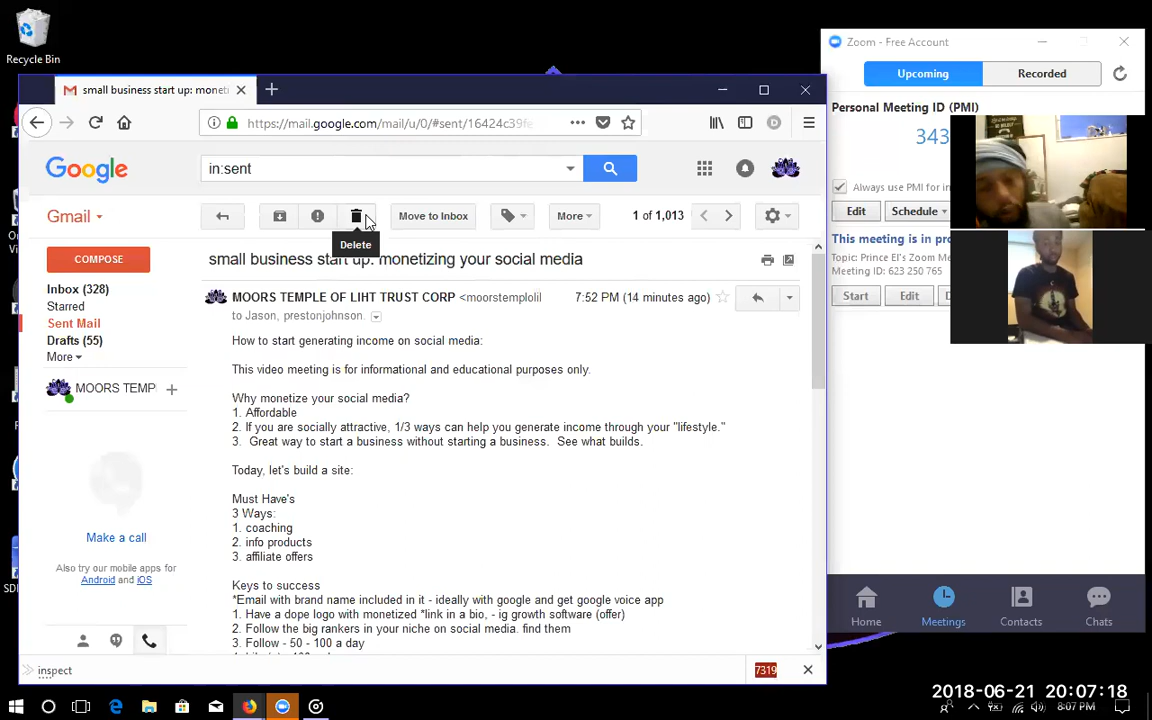 Recycle Bin
small business start up: moneti
https://mail.google.com/mail/u/0/#sent/16424c39fe
Google
in:sent
Gmail
Move to Inbox
More
1 of 1,013
Delete
COMPOSE
Inbox (328)
Starred
Sent Mail
Drafts (55)
More
MOORS TEMP
Make a call
Also try our mobile apps for
Android and iOS
small business start up: monetizing your social media
MOORS TEMPLE OF LIHT TRUST CORP <moorstemplolil
7:52 PM (14 minutes ago)
to Jason, prestonjohnson.
How to start generating income on social media:
This video meeting is for informational and educational purposes only.
Why monetize your social media?
1. Affordable
2. If you are socially attractive, 1/3 ways can help you generate income through your "lifestyle."
3. Great way to start a business without starting a business. See what builds.
Today, let's build a site:
Must Have's
3 Ways:
1. coaching
2. info products
3. affiliate offers
Keys to success
*Email with brand name included in it - ideally with google and get google voice app
1. Have a dope logo with monetized *link in a bio, - ig growth software (offer)
2. Follow the big rankers in your niche on social media. find them
3. Follow - 50 - 100 a day
inspect
7319
Zoom - Free Account
Upcoming
Recorded
Personal Meeting ID (PMI)
343
Always use PMI for in
Edit
Schedule
This meeting is in pro
Topic: Prince El's Zoom M
Meeting ID: 623 250 765
Start
Edit
D
Home
Meetings
Contacts
Chats
2018-06-21 20:07:18
8:07 PM